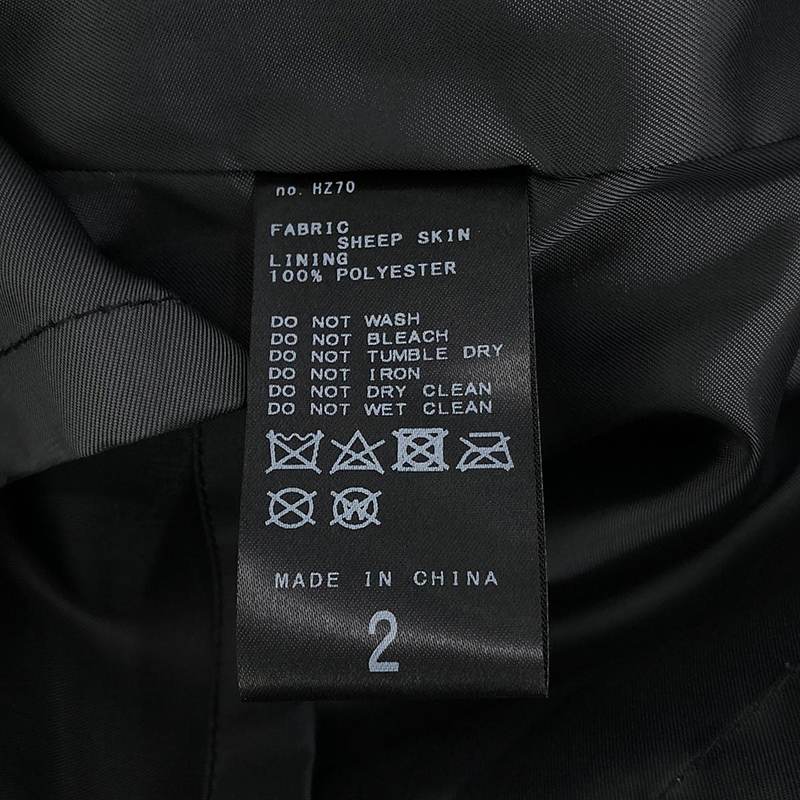 no. HZ70
FABRIC
SHEEP SKIN
LINING
100% POLYESTER
DO NOT WASH
DO NOT BLEACH
DO NOT TUMBLE DRY
DO NOT IRON
DO NOT DRY CLEAN
DO NOT WET CLEAN
W
MADE IN CHINA
2